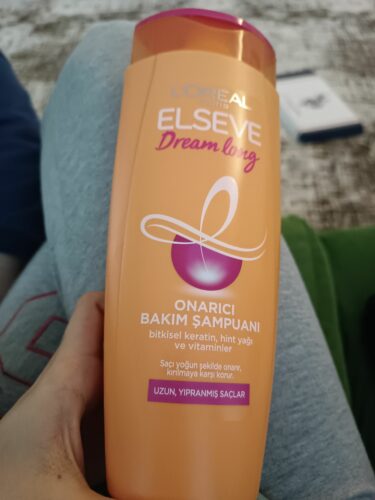 L'ORÉAL
ELSEVE
Dream long
ONARICI
BAKIM ŞAMPUANI
bitkisel keratin, hint yağı
ve vitaminler
Saçı yoğun şekilde onarır,
kırılmaya karşı korur.
UZUN, YIPRANMIŞ SAÇLAR